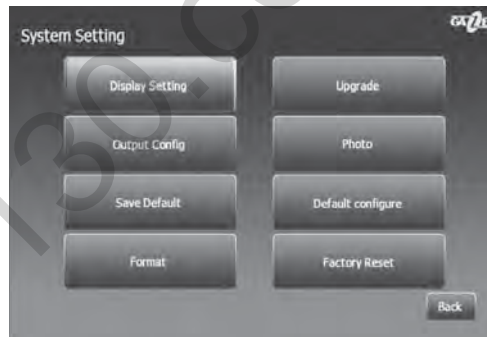 System Setting
Display Setting
Upgrade
Output Config
Photo
Save Default
Default configure
Format
Factory Reset
Back